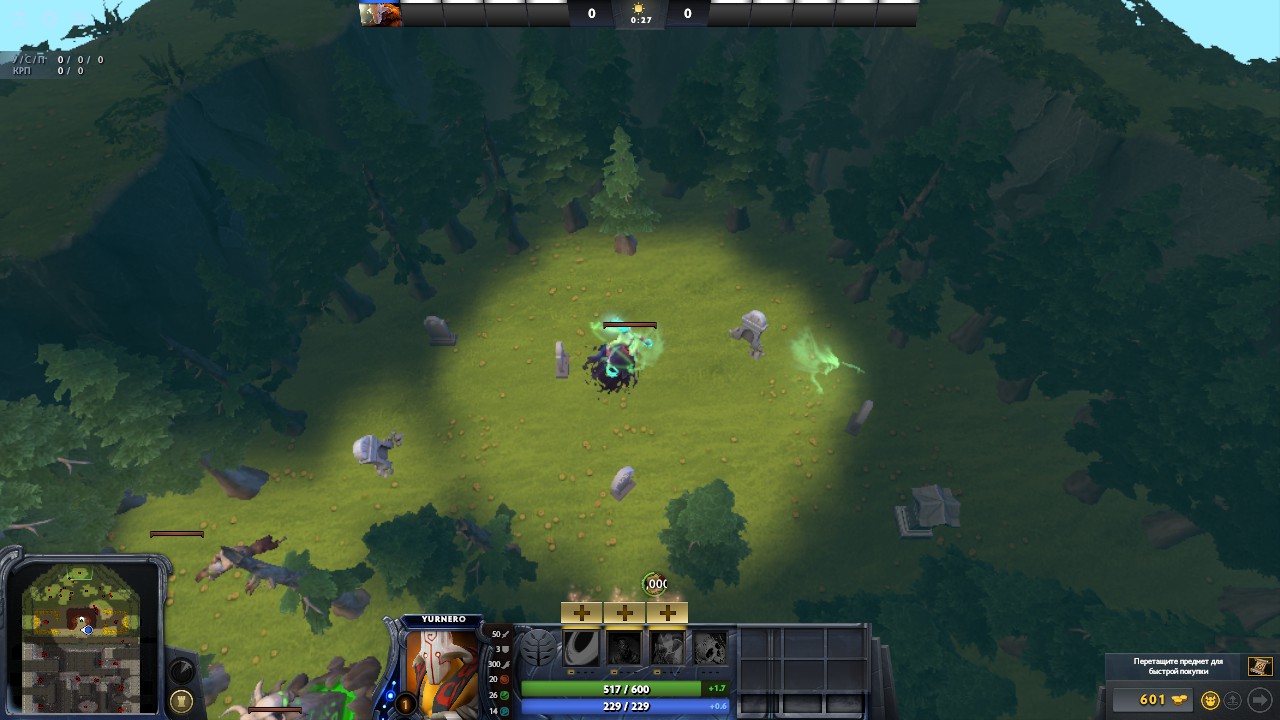 0
0:27
0
У/С/П 0/ 0/ 0
КРП 0/ 0
,000
YURNERO
50
3
300
20
26
14
1
517 / 600
+1.7
229 / 229
+0.6
Перетащите предмет для
быстрой покупки
601